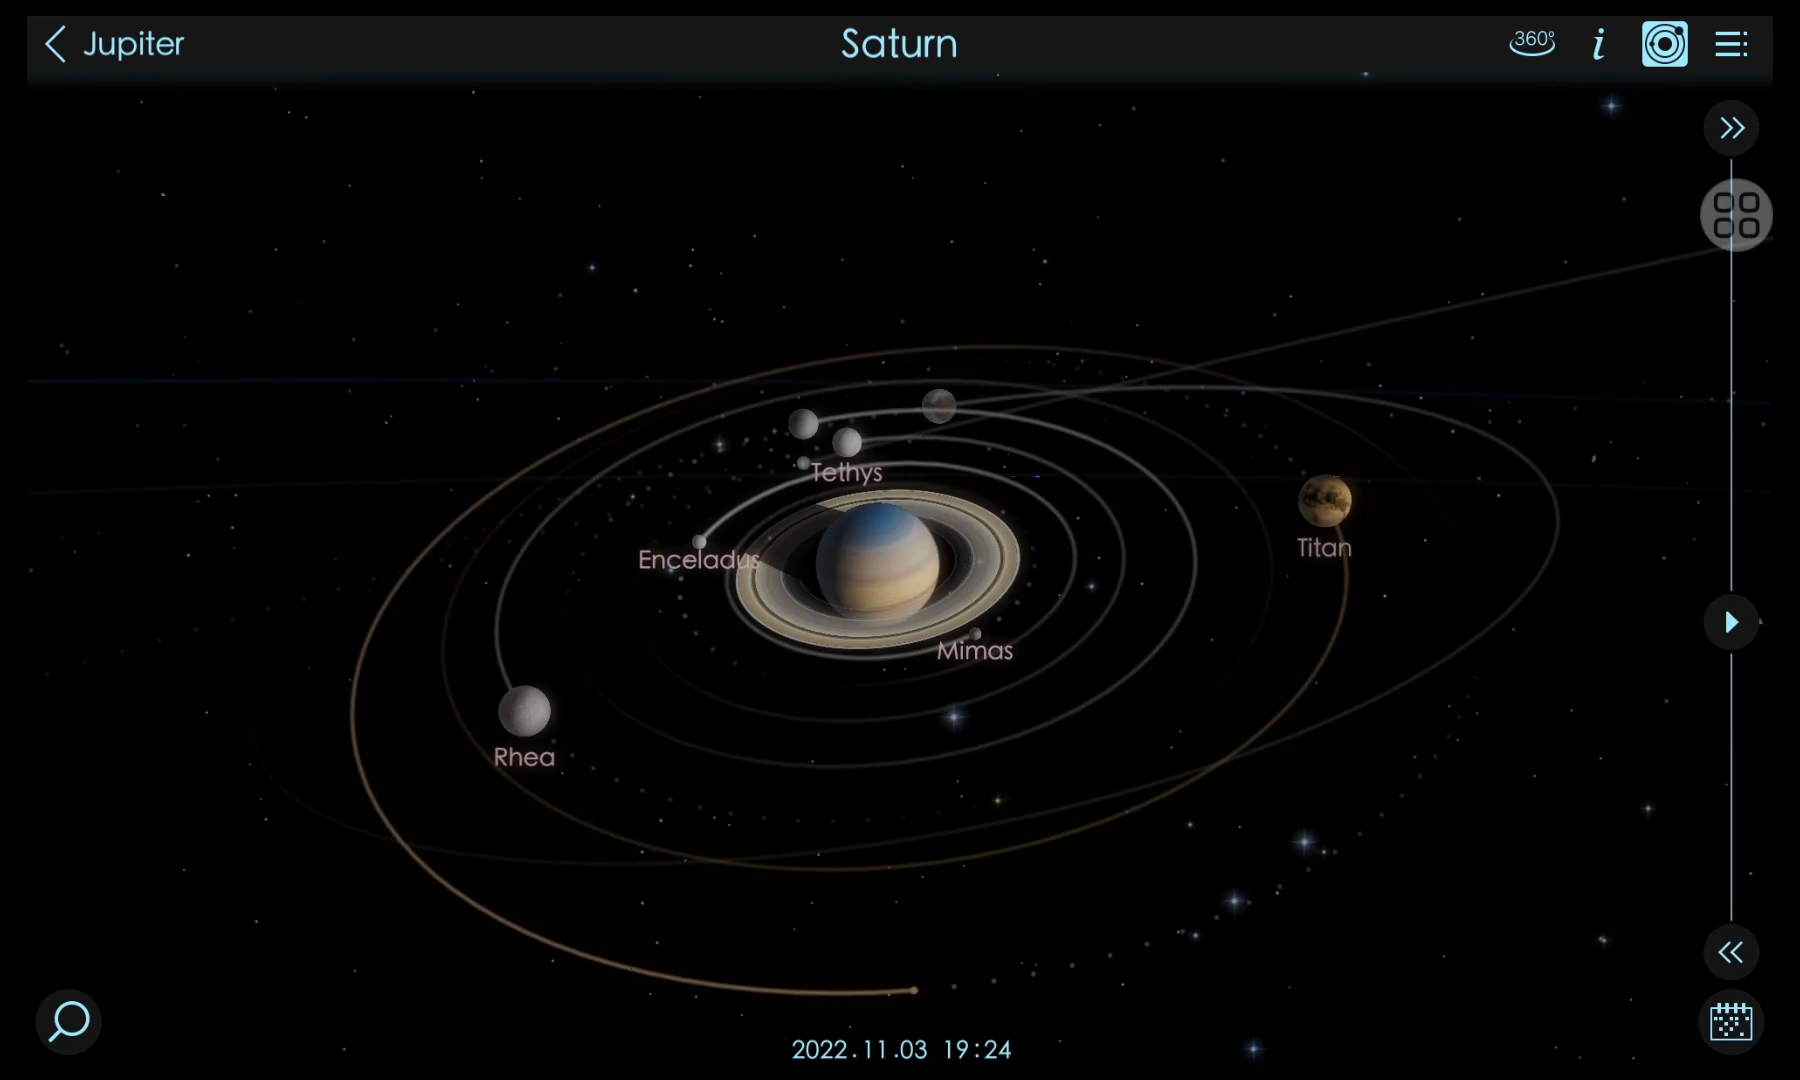 Jupiter
Saturn
360°
i
Tethys
Enceladus
Titan
Mimas
Rhea
2022.11.03 19:24